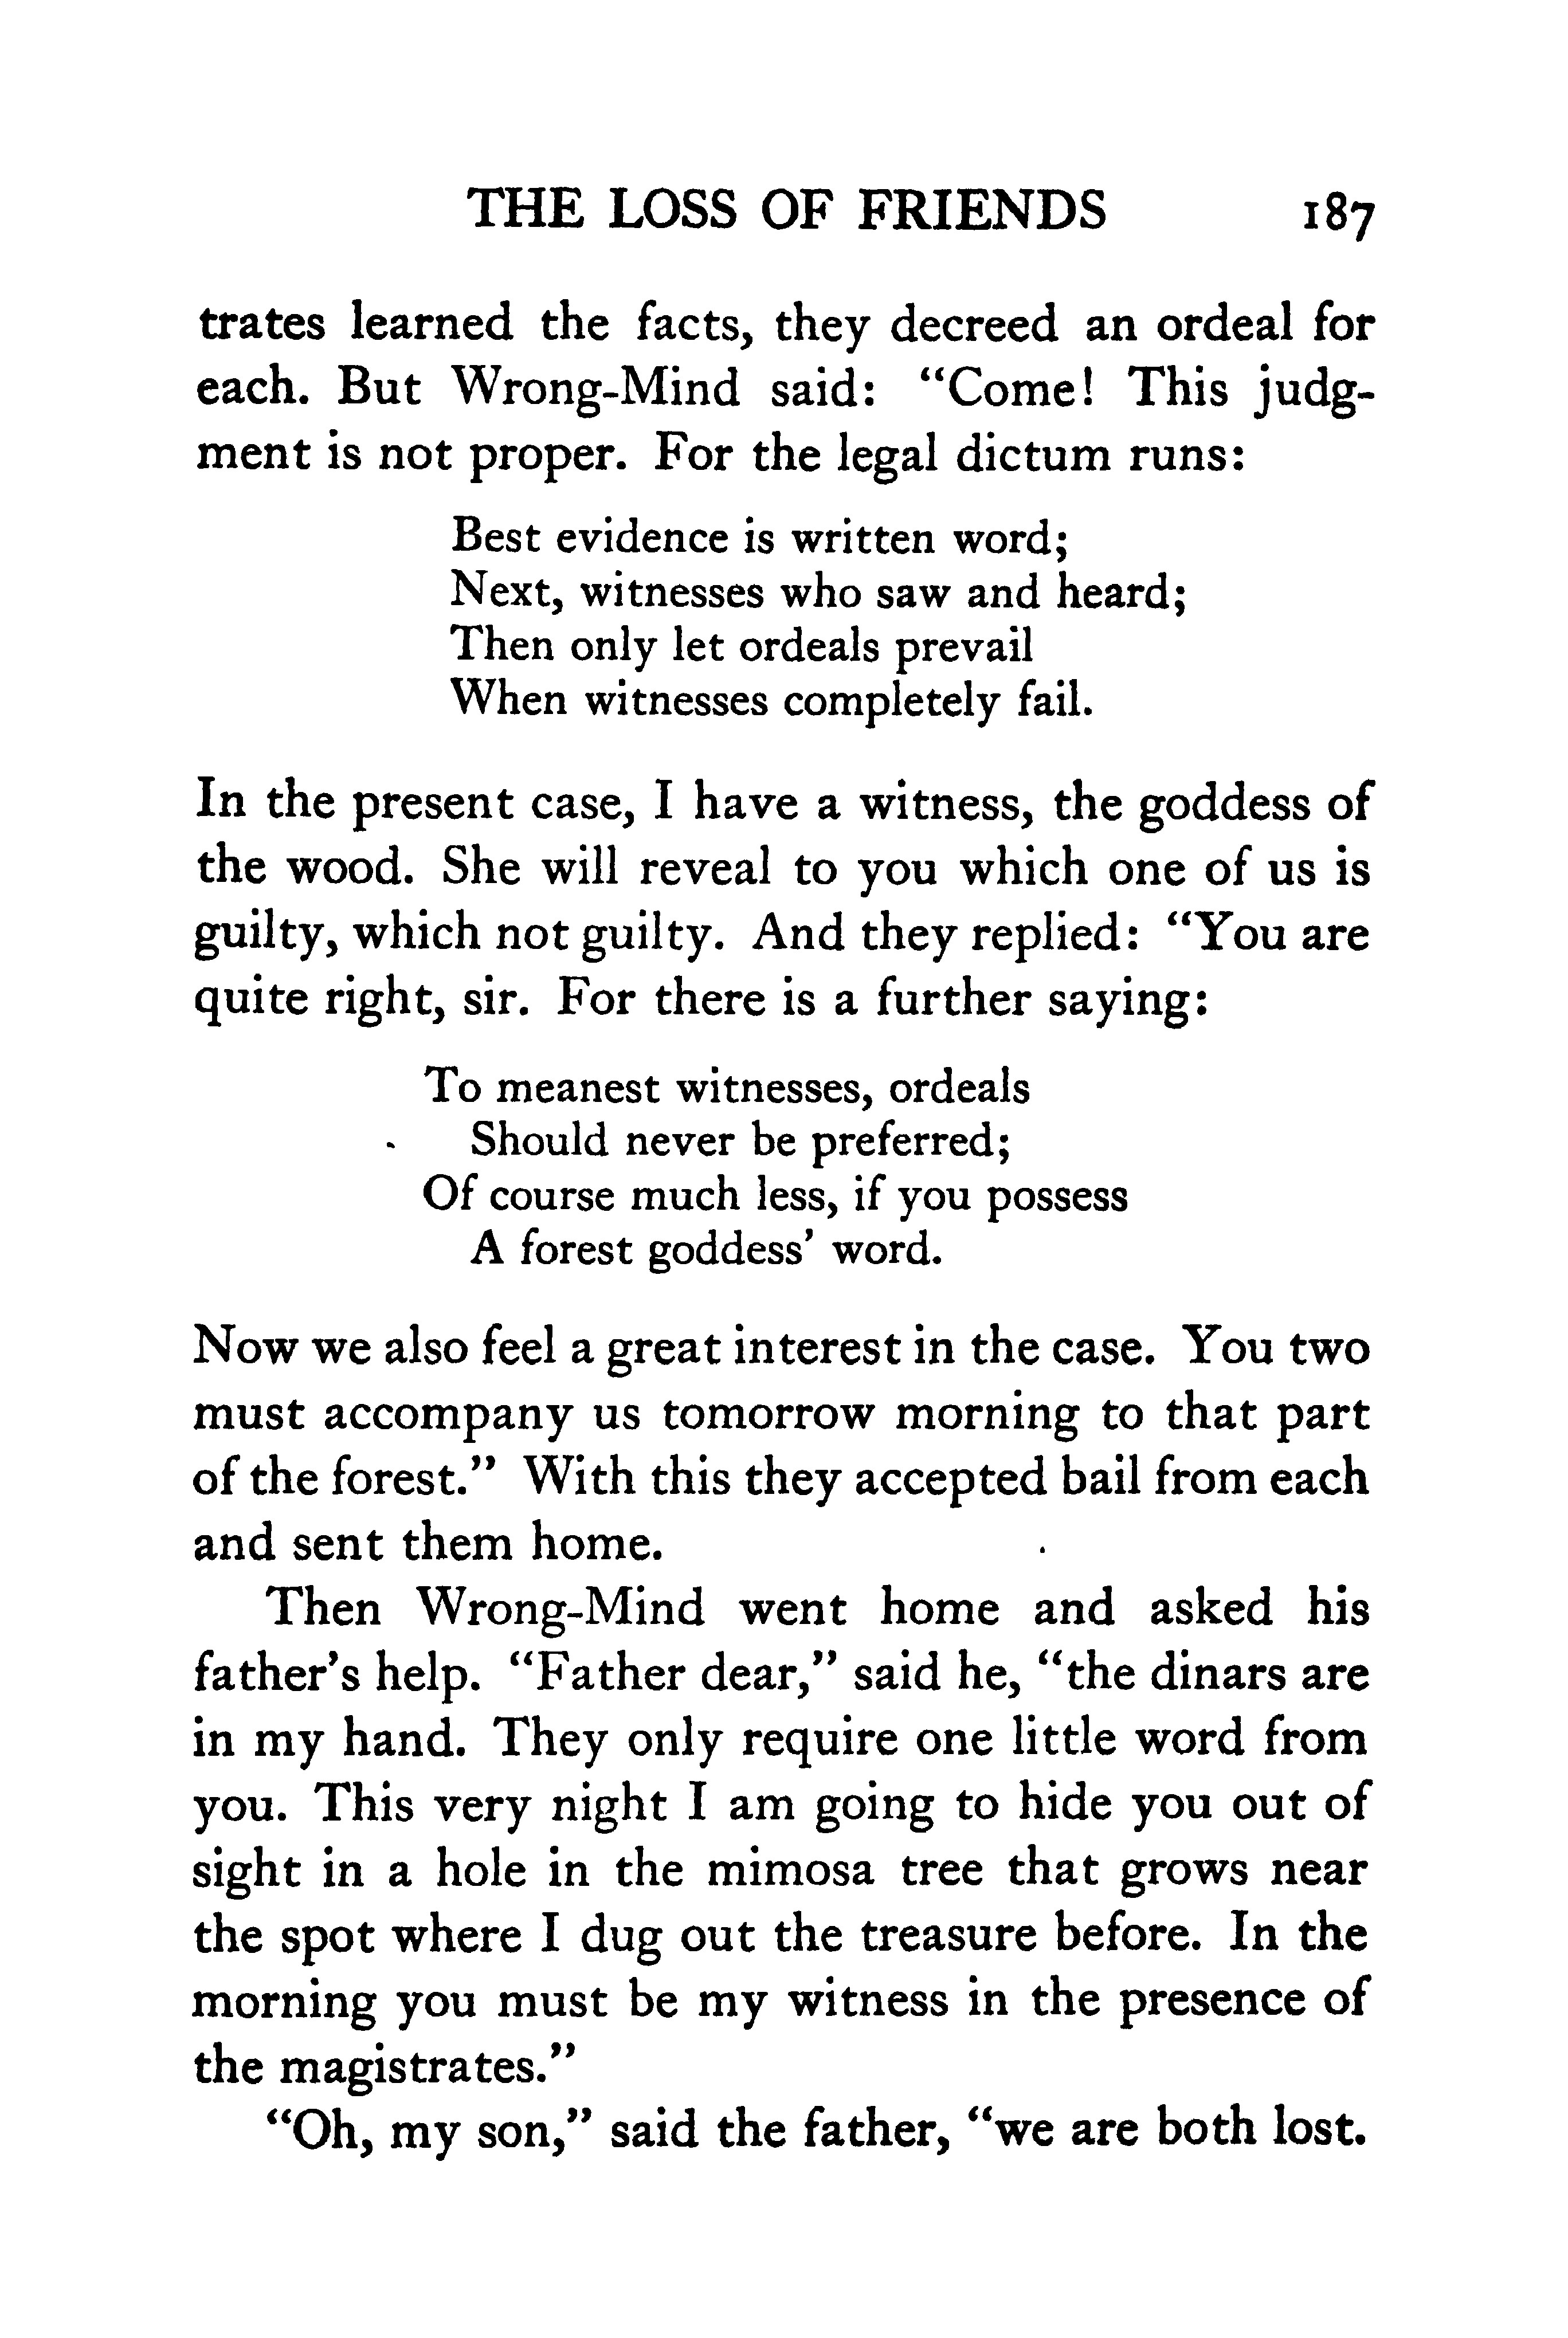 THE LOSS OF FRIENDS 187
trates learned the facts, they decreed an ordeal for
each. But Wrong-Mind said: “Come! This judg-
ment is not proper. For the legal dictum runs:
Best evidence is written word;
Next, witnesses who saw and heard;
Then only let ordeals prevail
When witnesses completely fail.
In the present case, I have a witness, the goddess of
the wood. She will reveal to you which one of us is
guilty, which not guilty. And they replied: “You are
quite right, sir. For there is a further saying:
To meanest witnesses, ordeals
Should never be preferred;
Of course much less, if you possess
A forest goddess’ word.
Now we also feel a great interest in the case. You two
must accompany us tomorrow morning to that part
of the forest.” With this they accepted bail from each
and sent them home.
Then Wrong-Mind went home and asked his
father’s help. “Father dear,” said he, “the dinars are
in my hand. They only require one little word from
you. This very night I am going to hide you out of
sight in a hole in the mimosa tree that grows near
the spot where I dug out the treasure before. In the
morning you must be my witness in the presence of
the magistrates.”
“Oh, my son,” said the father, “we are both lost.